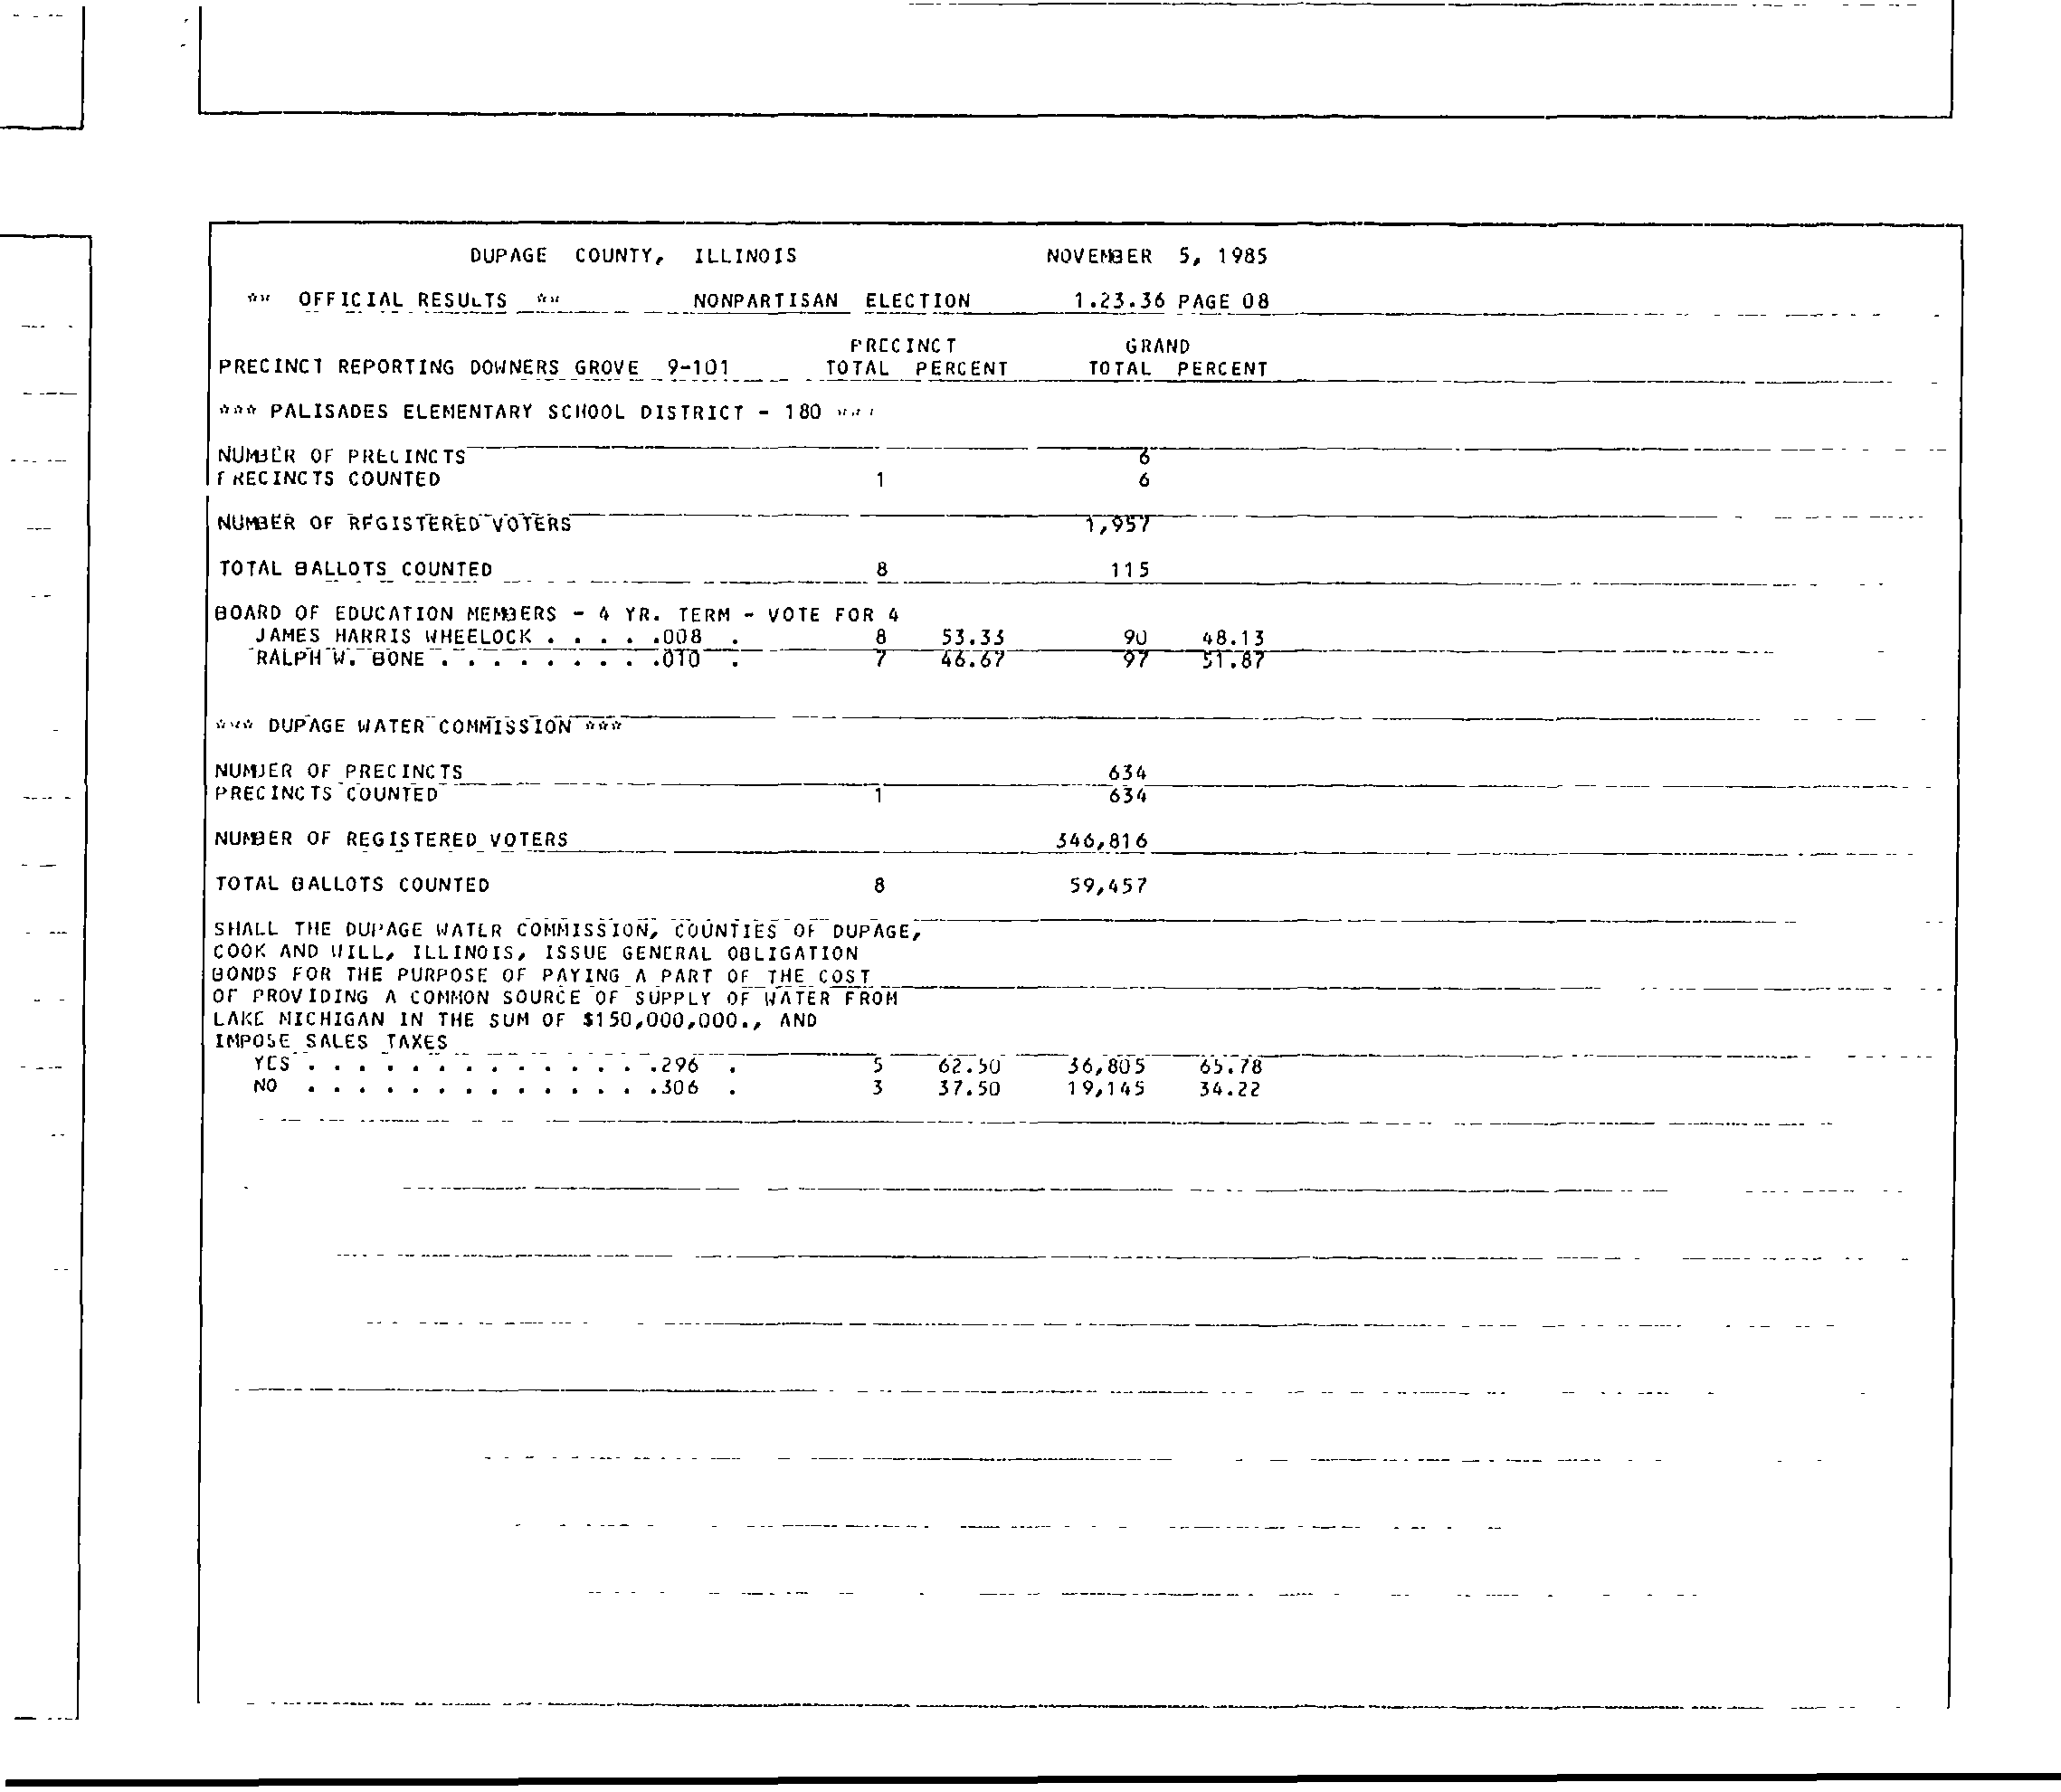 DUPAGE COUNTY, ILLINOIS NOVEMBER 5, 1985
** OFFICIAL RESULTS ** NONPARTISAN ELECTION 1.23.36 PAGE 08
PRECINCT GRAND
PRECINCT REPORTING DOWNERS GROVE 9-101 TOTAL PERCENT TOTAL PERCENT
*** PALISADES ELEMENTARY SCHOOL DISTRICT - 180 ***
NUMBER OF PRECINCTS 6
PRECINCTS COUNTED 1 6
NUMBER OF REGISTERED VOTERS 1,957
TOTAL BALLOTS COUNTED 8 115
BOARD OF EDUCATION MEMBERS - 4 YR. TERM - VOTE FOR 4
JAMES HARRIS WHEELOCK . . . . .008 . 8 53.33 90 48.13
RALPH W. BONE . . . . . . . . .010 . 7 46.67 97 51.87
*** DUPAGE WATER COMMISSION ***
NUMBER OF PRECINCTS 634
PRECINCTS COUNTED 1 634
NUMBER OF REGISTERED VOTERS 346,816
TOTAL BALLOTS COUNTED 8 59,457
SHALL THE DUPAGE WATER COMMISSION, COUNTIES OF DUPAGE,
COOK AND WILL, ILLINOIS, ISSUE GENERAL OBLIGATION
BONDS FOR THE PURPOSE OF PAYING A PART OF THE COST
OF PROVIDING A COMMON SOURCE OF SUPPLY OF WATER FROM
LAKE MICHIGAN IN THE SUM OF $150,000,000., AND
IMPOSE SALES TAXES
YES . . . . . . . . . . . . . .296 . 5 62.50 36,805 65.78
NO . . . . . . . . . . . . . .306 . 3 37.50 19,145 34.22